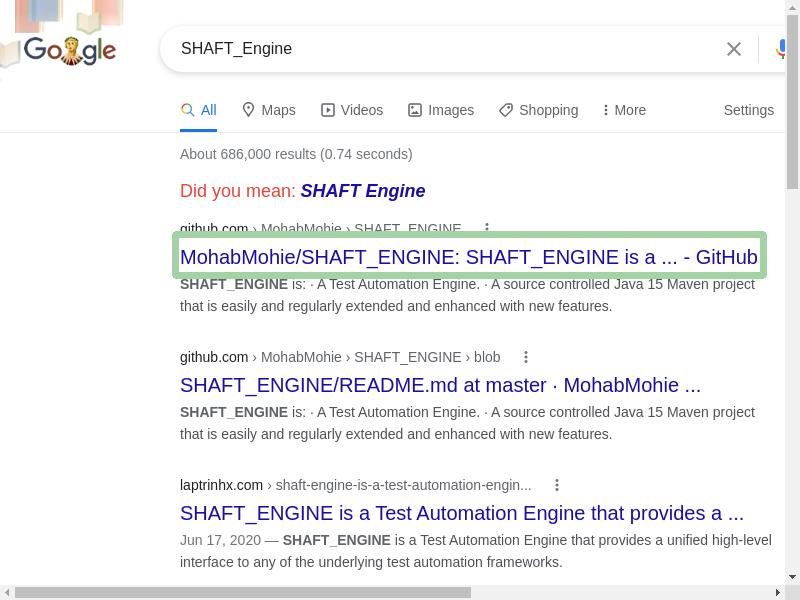 Google
SHAFT_Engine
All Maps Videos Images Shopping More Settings
About 686,000 results (0.74 seconds)
Did you mean: SHAFT Engine
github.com › MohabMohie › SHAFT_ENGINE
MohabMohie/SHAFT_ENGINE: SHAFT_ENGINE is a ... - GitHub
SHAFT_ENGINE is: · A Test Automation Engine. · A source controlled Java 15 Maven project
that is easily and regularly extended and enhanced with new features.
github.com › MohabMohie › SHAFT_ENGINE › blob
SHAFT_ENGINE/README.md at master · MohabMohie ...
SHAFT_ENGINE is: · A Test Automation Engine. · A source controlled Java 15 Maven project
that is easily and regularly extended and enhanced with new features.
laptrinhx.com › shaft-engine-is-a-test-automation-engin...
SHAFT_ENGINE is a Test Automation Engine that provides a ...
Jun 17, 2020 — SHAFT_ENGINE is a Test Automation Engine that provides a unified high-level
interface to any of the underlying test automation frameworks.